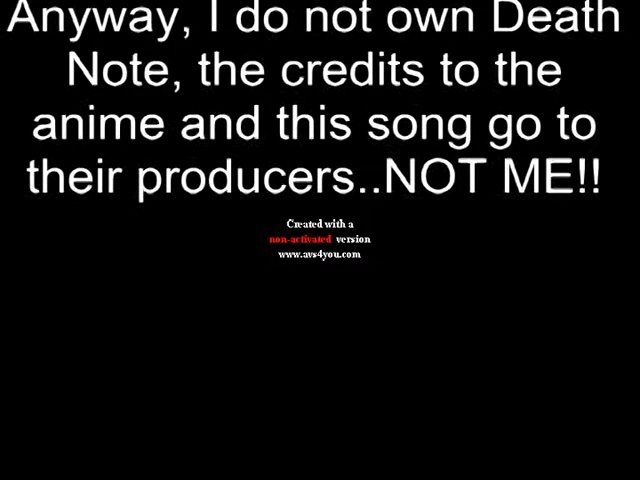 Anyway, I do not own Death
Note, the credits to the
anime and this song go to
their producers..NOT ME!!
Created with a
non-activated version
www.avs4you.com